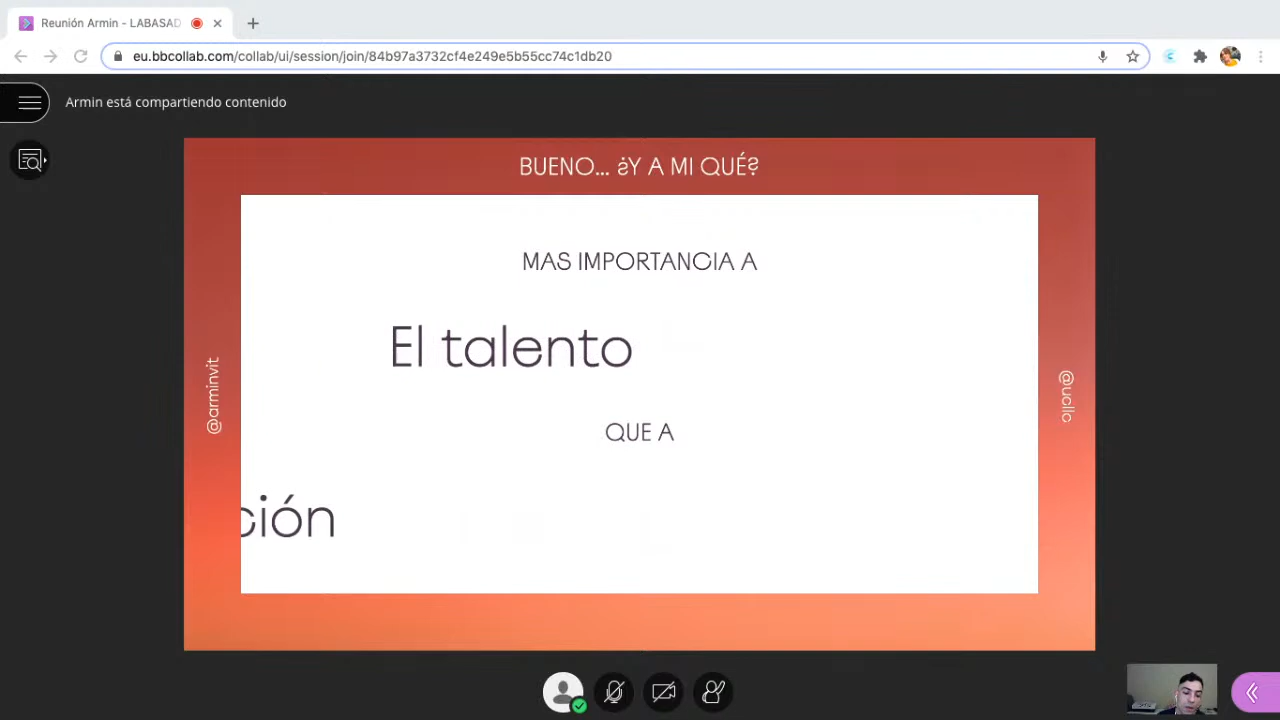 Reunión Armin - LABASAD
eu.bbcollab.com/collab/ui/session/join/84b97a3732cf4e249e5b55cc74c1db20
Armin está compartiendo contenido
BUENO... ¿Y A MI QUÉ?
MAS IMPORTANCIA A
El talento
QUE A
ción
@arminvit
@ucllc